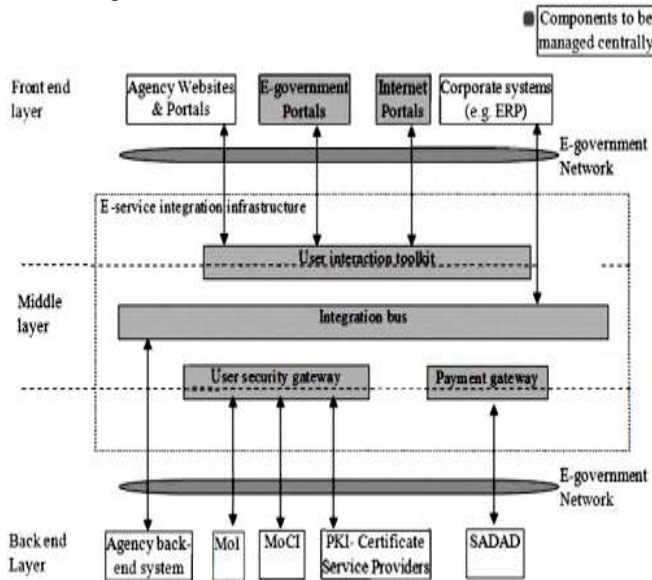 Components to be
managed centrally
Front end
layer
Agency Websites
& Portals
E-government
Portals
Internet
Portals
Corporate systems
(e.g. ERP)
E-government
Network
E-service integration infrastructure
User interaction toolkit
Middle
layer
Integration bus
User security gateway
Payment gateway
E-government
Network
Back end
Layer
Agency back-
end system
MoI
MoCI
PKI- Certificate
Service Providers
SADAD